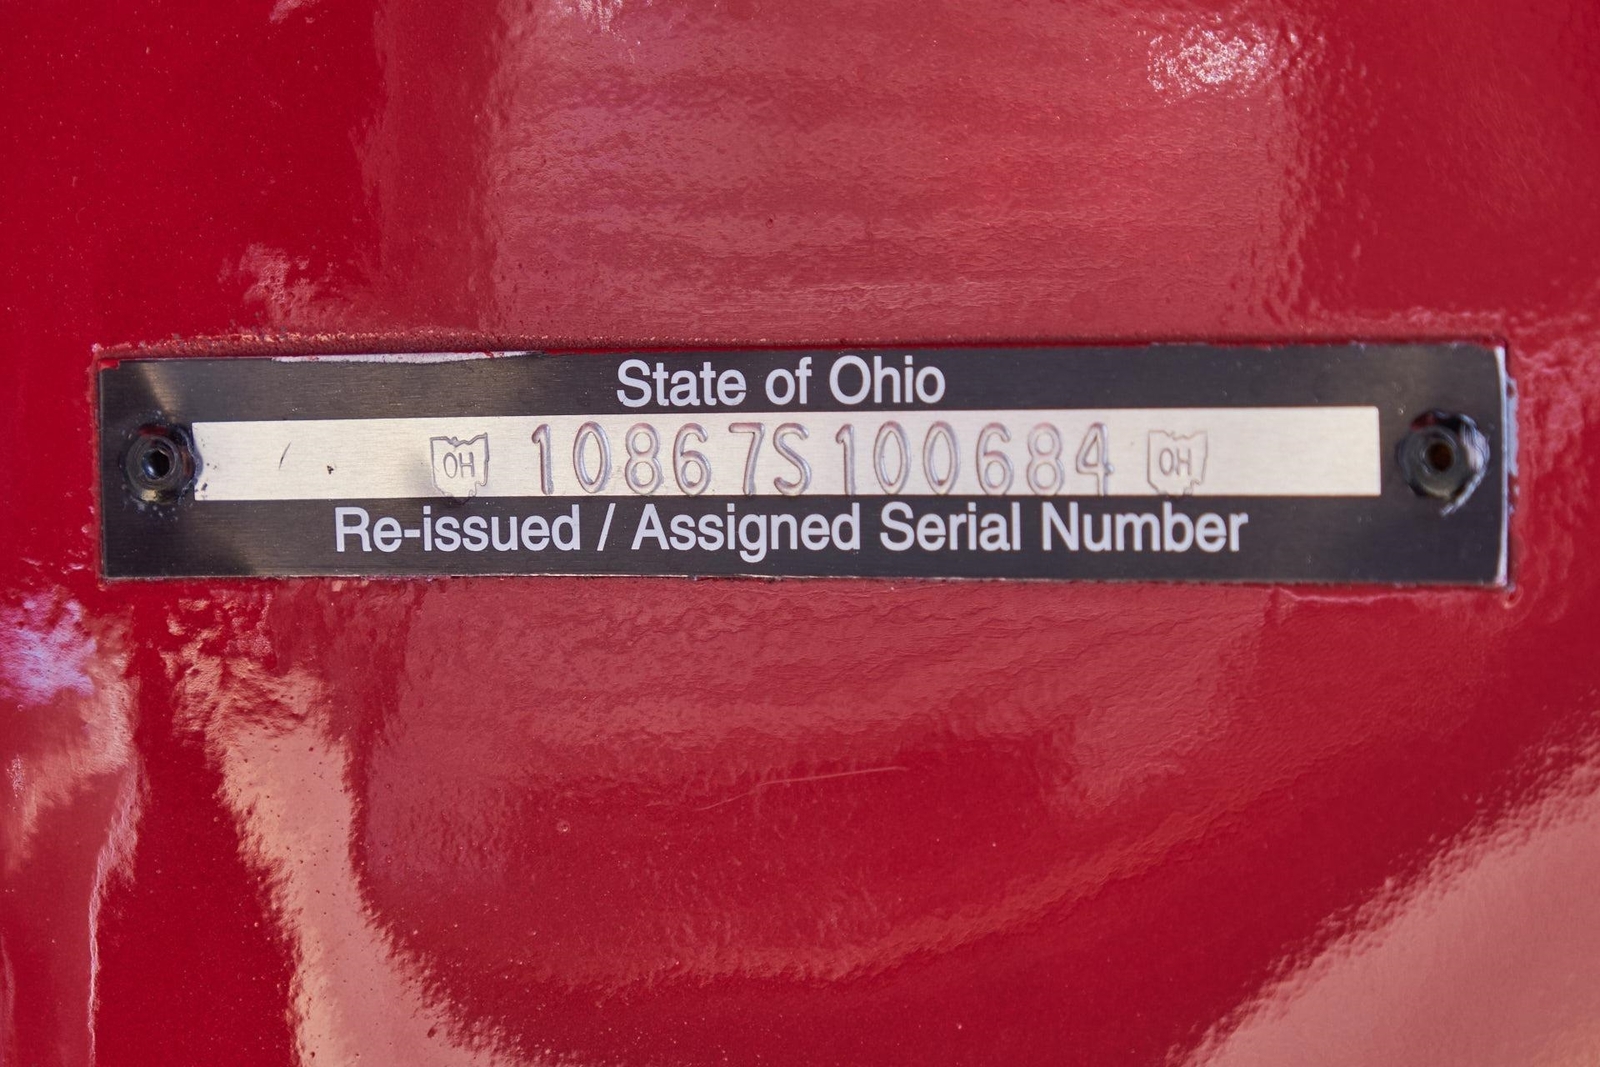 State of Ohio
OH 10867S100684 OH
Re-issued / Assigned Serial Number